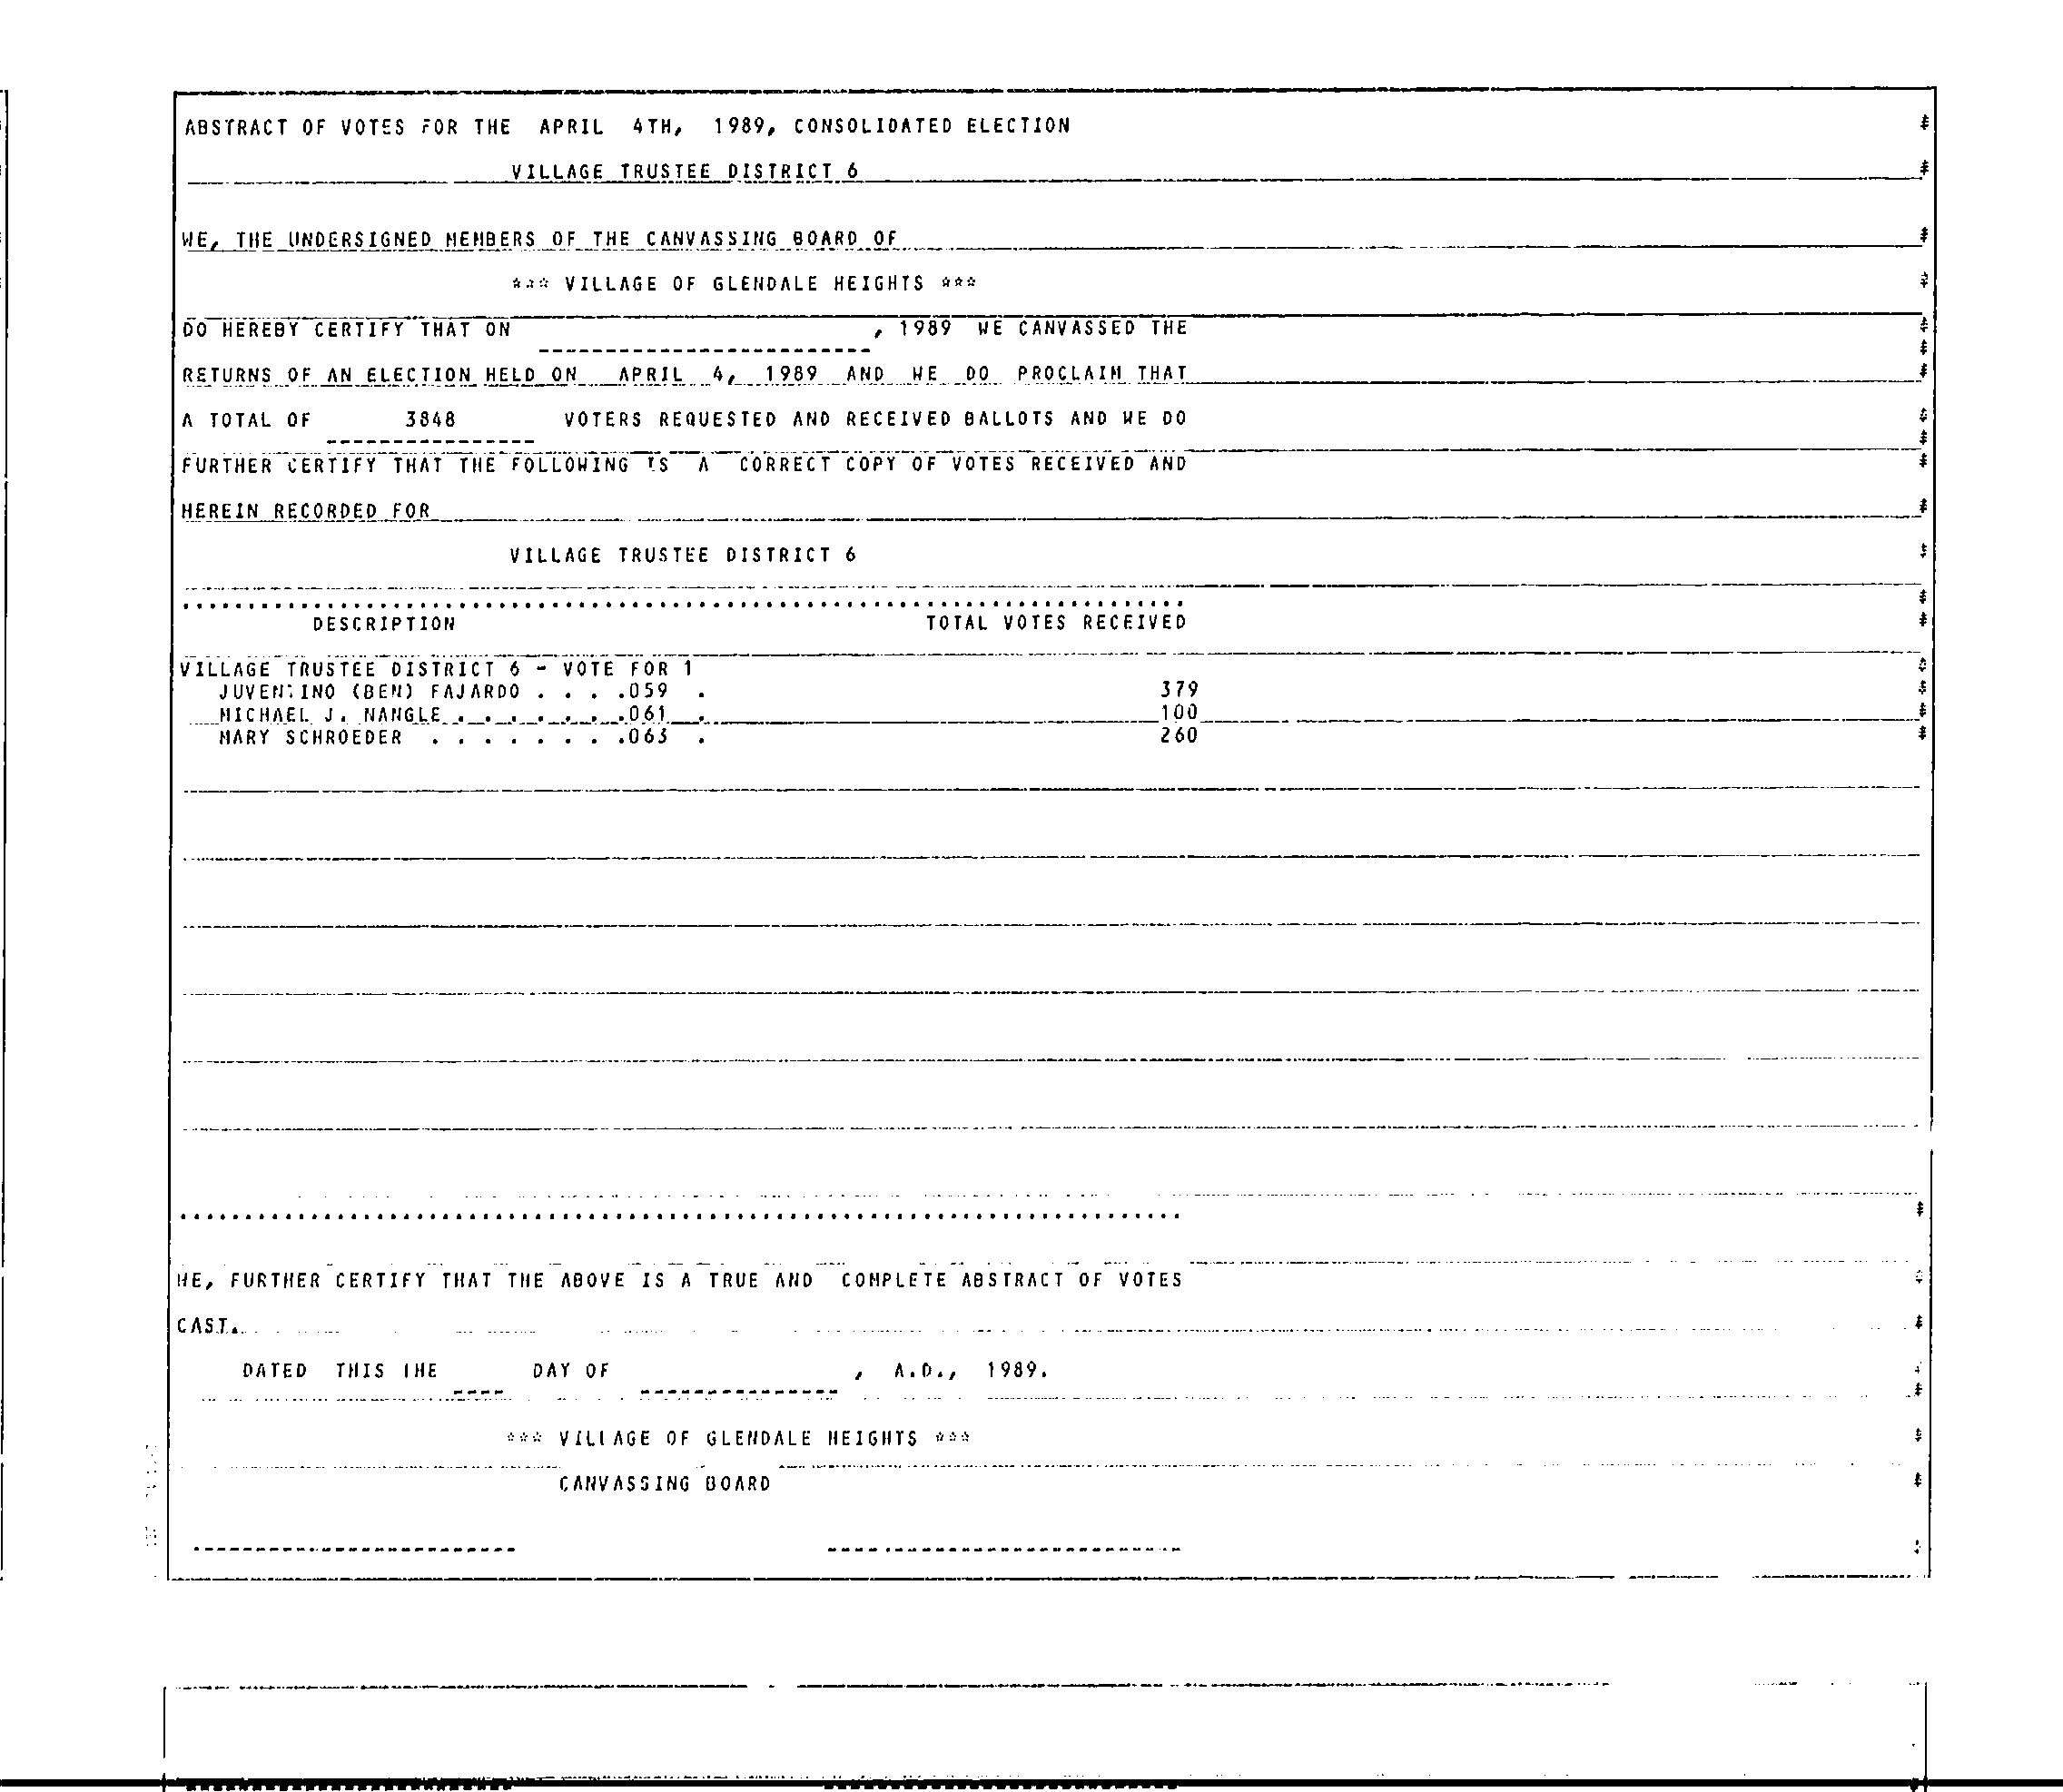 ABSTRACT OF VOTES FOR THE APRIL 4TH, 1989, CONSOLIDATED ELECTION
VILLAGE TRUSTEE DISTRICT 6
WE, THE UNDERSIGNED MEMBERS OF THE CANVASSING BOARD OF
*** VILLAGE OF GLENDALE HEIGHTS ***
DO HEREBY CERTIFY THAT ON , 1989 WE CANVASSED THE
RETURNS OF AN ELECTION HELD ON APRIL 4, 1989 AND WE DO PROCLAIM THAT
A TOTAL OF 3848 VOTERS REQUESTED AND RECEIVED BALLOTS AND WE DO
FURTHER CERTIFY THAT THE FOLLOWING IS A CORRECT COPY OF VOTES RECEIVED AND
HEREIN RECORDED FOR
VILLAGE TRUSTEE DISTRICT 6
DESCRIPTION TOTAL VOTES RECEIVED
VILLAGE TRUSTEE DISTRICT 6 - VOTE FOR 1
JUVENTINO (BEN) FAJARDO . . . .059 . 379
MICHAEL J. NANGLE . . . . . . .061 . 100
MARY SCHROEDER . . . . . . . .063 . 260
WE, FURTHER CERTIFY THAT THE ABOVE IS A TRUE AND COMPLETE ABSTRACT OF VOTES
CAST.
DATED THIS THE DAY OF , A.D., 1989.
*** VILLAGE OF GLENDALE HEIGHTS ***
CANVASSING BOARD